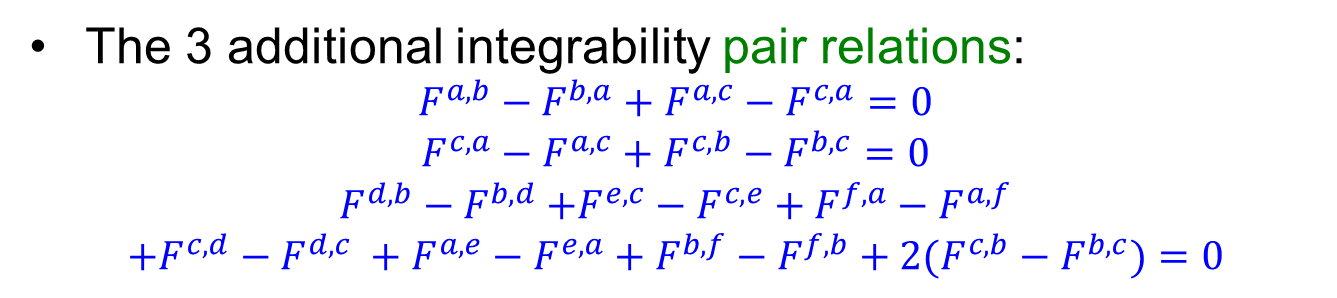 • The 3 additional integrability pair relations:
F^{a,b} − F^{b,a} + F^{a,c} − F^{c,a} = 0
F^{c,a} − F^{a,c} + F^{c,b} − F^{b,c} = 0
F^{d,b} − F^{b,d} +F^{e,c} − F^{c,e} + F^{f,a} − F^{a,f}
+F^{c,d} − F^{d,c} + F^{a,e} − F^{e,a} + F^{b,f} − F^{f,b} + 2(F^{c,b} − F^{b,c}) = 0